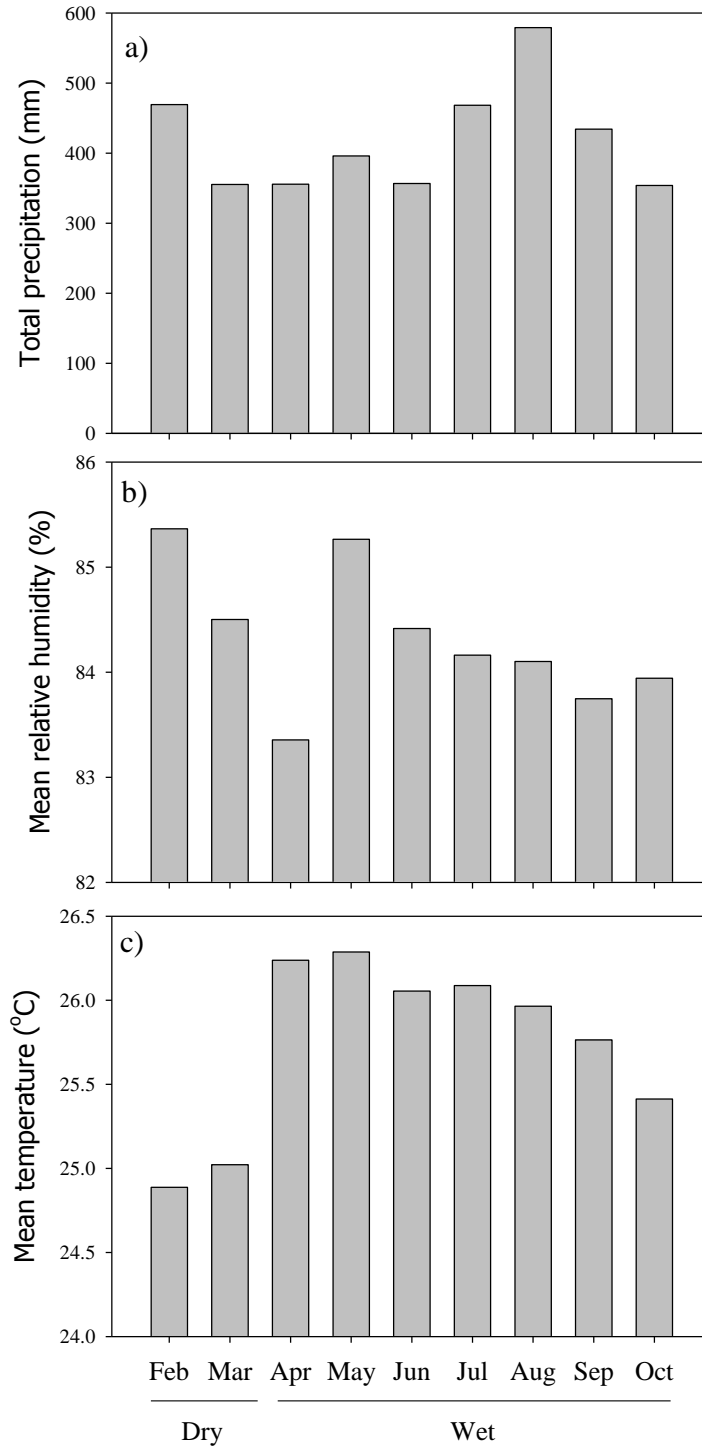 a)
Total precipitation (mm)
600
500
400
300
200
100
0
b)
Mean relative humidity (%)
86
85
84
83
82
c)
Mean temperature (°C)
26.5
26.0
25.5
25.0
24.5
24.0
Feb Mar Apr May Jun Jul Aug Sep Oct
Dry Wet